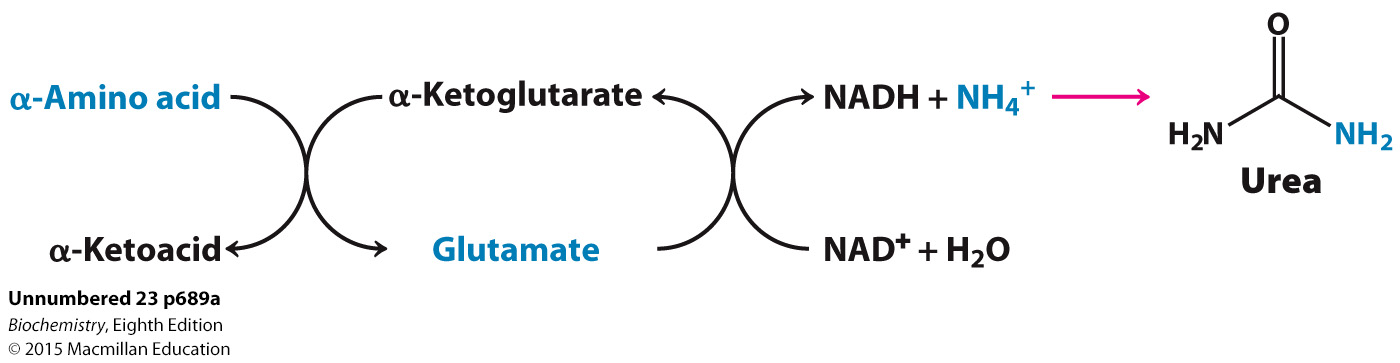 O
α-Amino acid α-Ketoglutarate NADH + NH₄⁺
H₂N NH₂
Urea
α-Ketoacid Glutamate NAD⁺ + H₂O
Unnumbered 23 p689a
Biochemistry, Eighth Edition
© 2015 Macmillan Education